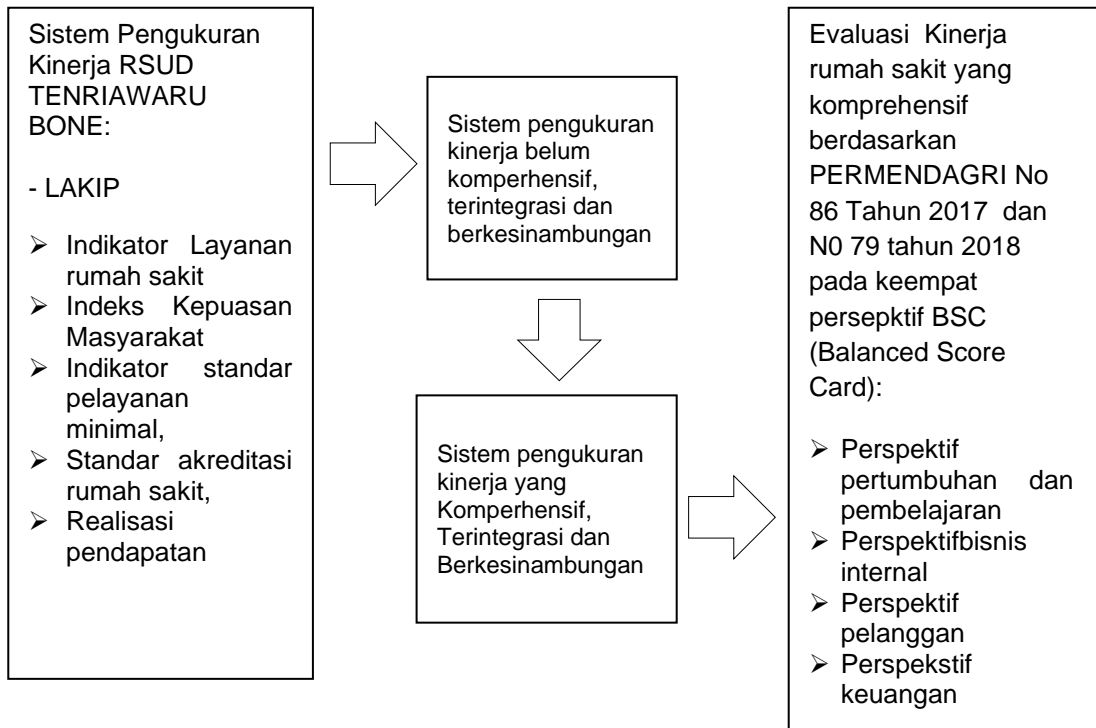 Sistem Pengukuran
Kinerja RSUD
TENRIAWARU
BONE:
- LAKIP
➢ Indikator Layanan
rumah sakit
➢ Indeks Kepuasan
Masyarakat
➢ Indikator standar
pelayanan
minimal,
➢ Standar akreditasi
rumah sakit,
➢ Realisasi
pendapatan
Sistem pengukuran
kinerja belum
komperhensif,
terintegrasi dan
berkesinambungan
Sistem pengukuran
kinerja yang
Komperhensif,
Terintegrasi dan
Berkesinambungan
Evaluasi Kinerja
rumah sakit yang
komprehensif
berdasarkan
PERMENDAGRI No
86 Tahun 2017 dan
N0 79 tahun 2018
pada keempat
persepktif BSC
(Balanced Score
Card):
➢ Perspektif
pertumbuhan dan
pembelajaran
➢ Perspektifbisnis
internal
➢ Perspektif
pelanggan
➢ Perspekstif
keuangan